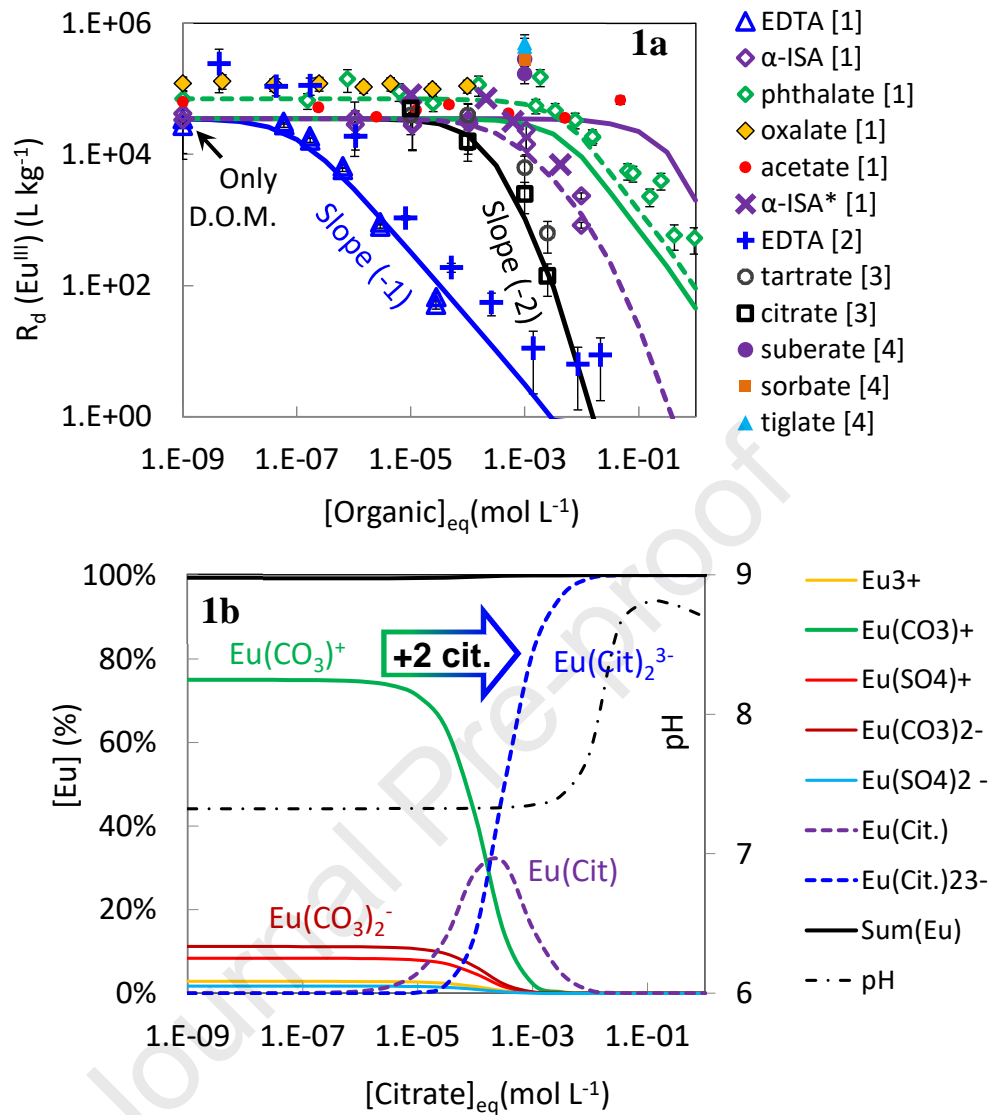 1a
1.E+06
1.E+04
1.E+02
1.E+00
R_d (Eu^III) (L kg^-1)
Only
D.O.M.
Slope (-1)
Slope (-2)
1.E-09 1.E-07 1.E-05 1.E-03 1.E-01
[Organic]_eq(mol L^-1)
EDTA [1]
α-ISA [1]
phthalate [1]
oxalate [1]
acetate [1]
α-ISA* [1]
EDTA [2]
tartrate [3]
citrate [3]
suberate [4]
sorbate [4]
tiglate [4]
1b
100%
80%
60%
40%
20%
0%
[Eu] (%)
Eu(CO₃)⁺
+2 cit.
Eu(Cit)₂³⁻
Eu(Cit)
Eu(CO₃)₂⁻
9
8
7
6
pH
1.E-09 1.E-07 1.E-05 1.E-03 1.E-01
[Citrate]_eq(mol L^-1)
Eu3+
Eu(CO3)+
Eu(SO4)+
Eu(CO3)2-
Eu(SO4)2 -
Eu(Cit.)
Eu(Cit.)23-
Sum(Eu)
pH
Journal Pre-proof